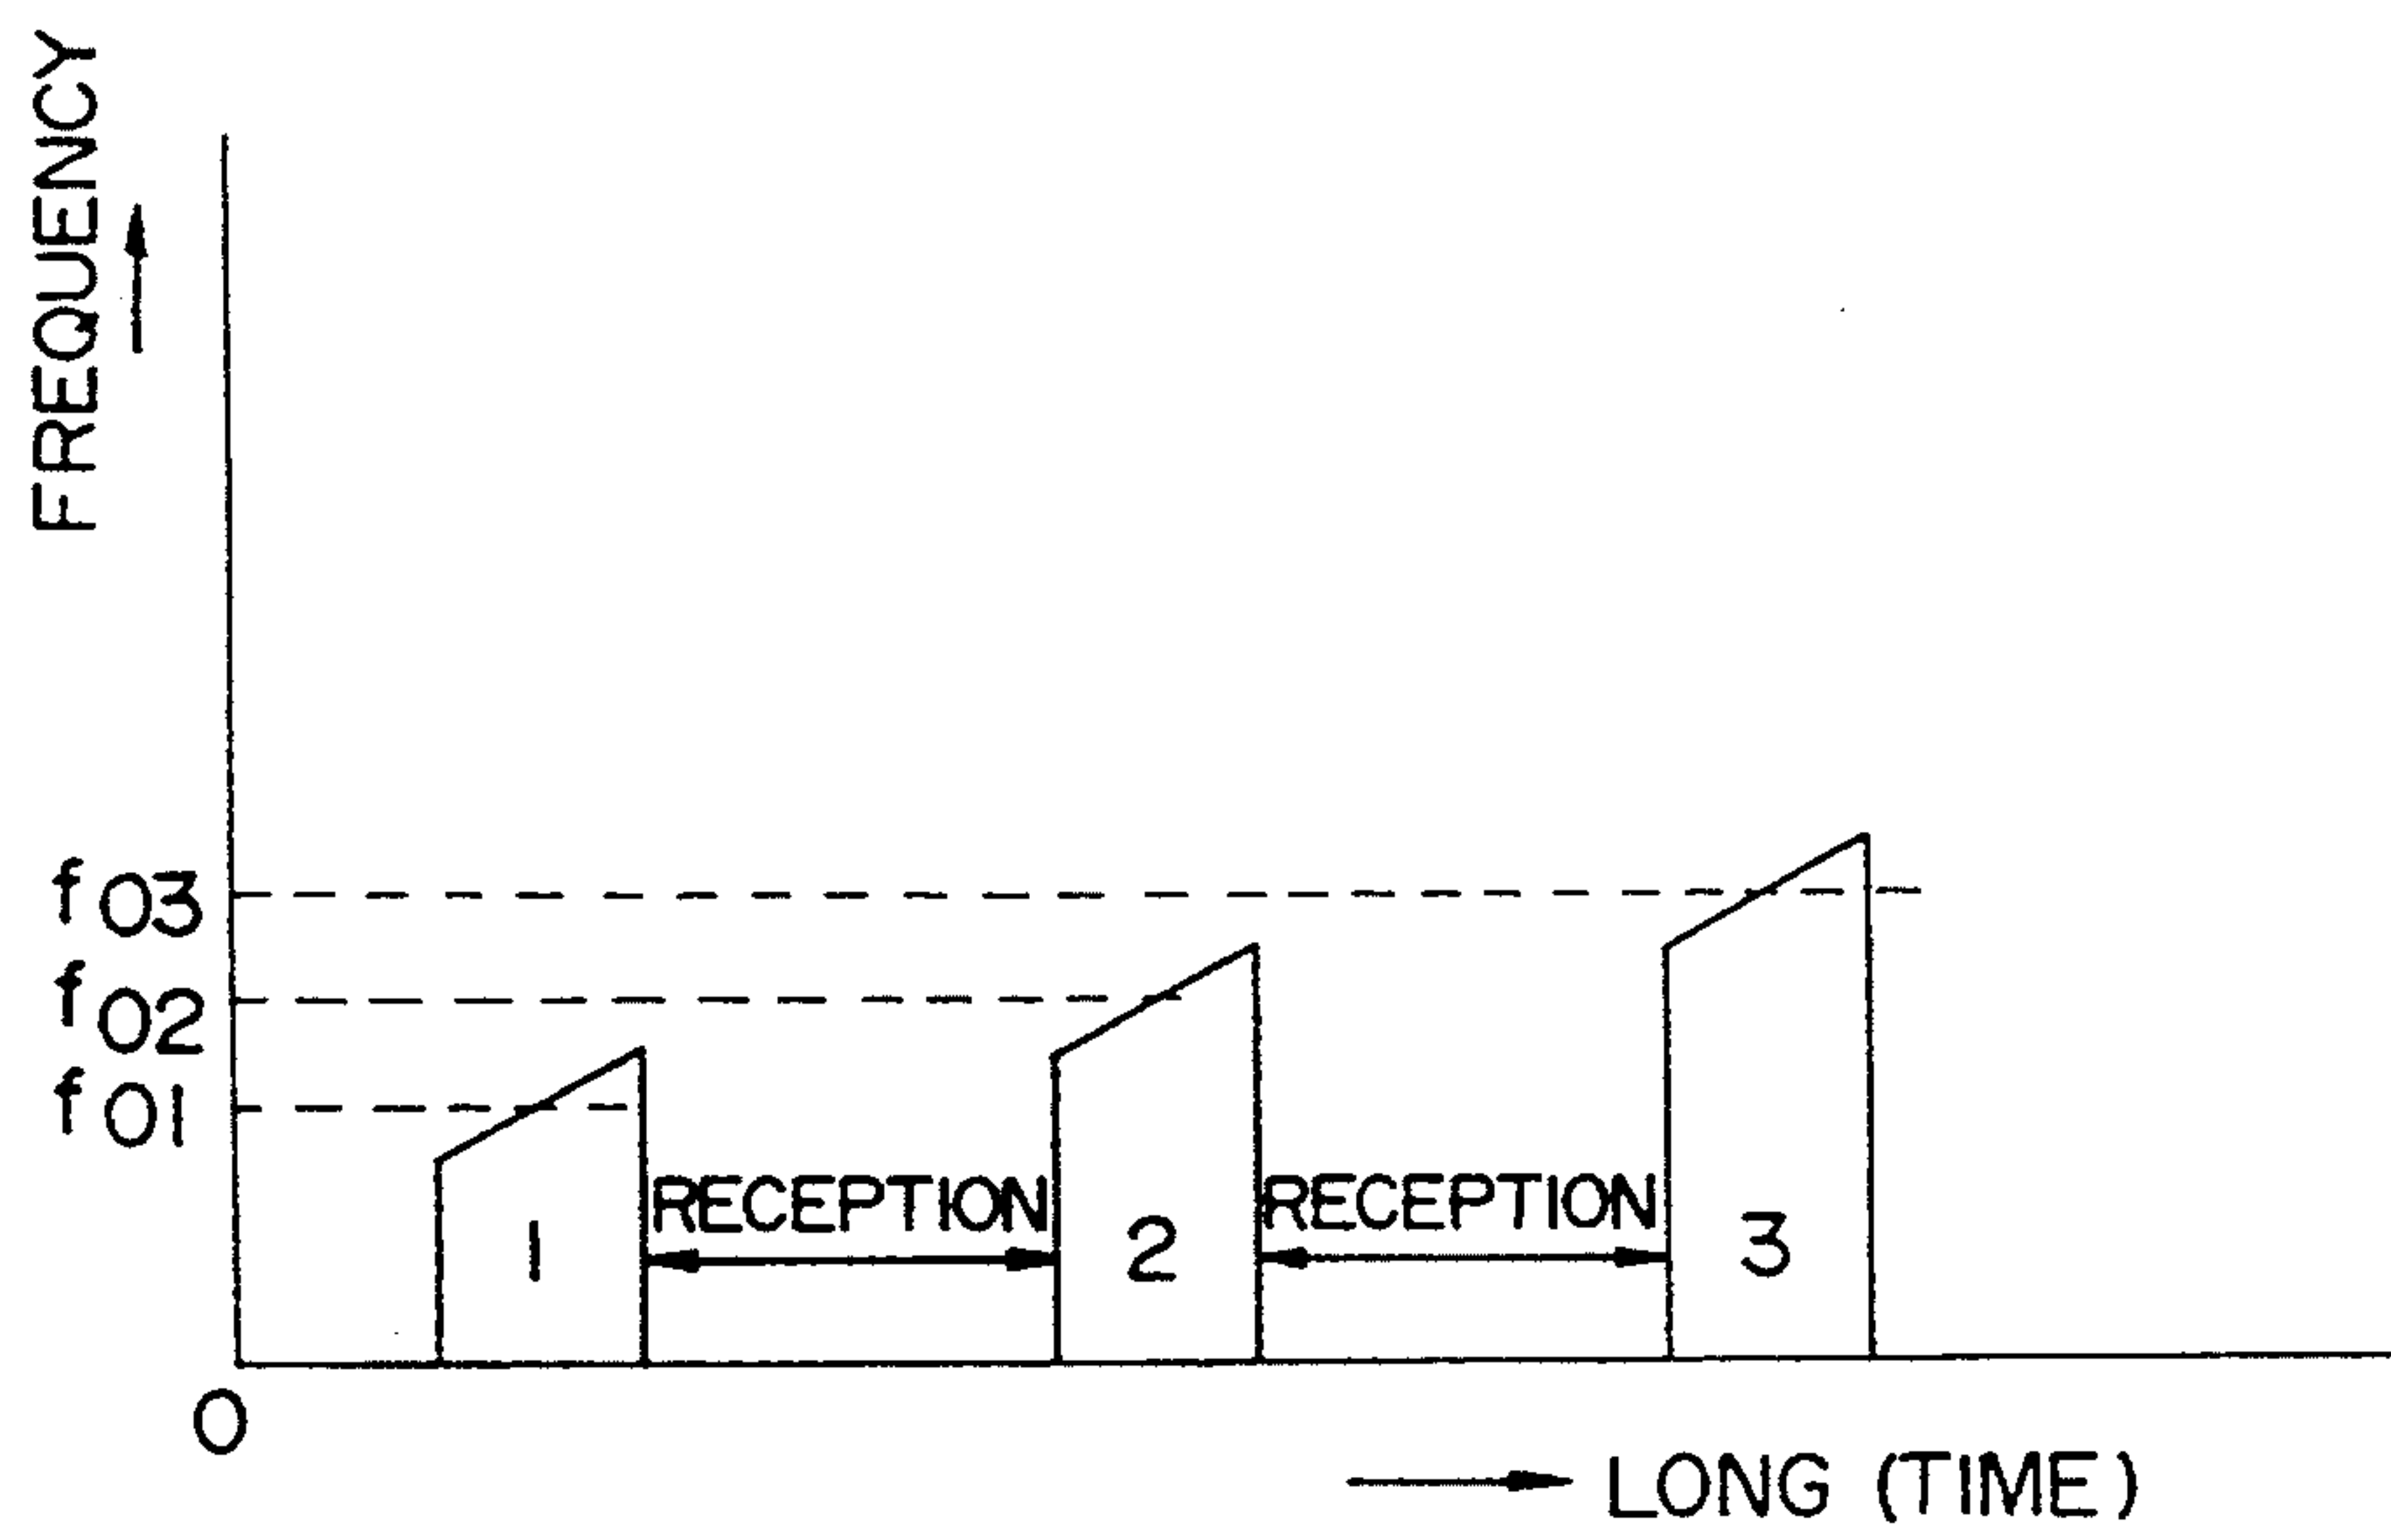 FREQUENCY
f03
f02
f01
RECEPTION
RECEPTION
1
2
3
0
LONG (TIME)